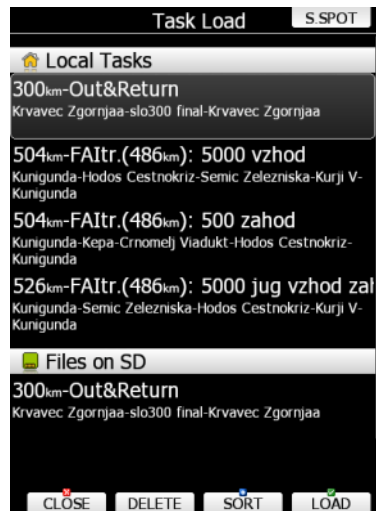 Task Load
S.SPOT
Local Tasks
300km-Out&Return
Krvavec Zgornjaa-slo300 final-Krvavec Zgornjaa
504km-FAItr.(486km): 5000 vzhod
Kunigunda-Hodos Cestnokriz-Semic Zelezniska-Kurji V-
Kunigunda
504km-FAItr.(486km): 500 zahod
Kunigunda-Kepa-Crnomelj Viadukt-Hodos Cestnokriz-
Kunigunda
526km-FAItr.(486km): 5000 jug vzhod zah
Kunigunda-Semic Zelezniska-Hodos Cestnokriz-Kurji V-
Kunigunda
Files on SD
300km-Out&Return
Krvavec Zgornjaa-slo300 final-Krvavec Zgornjaa
CLOSE DELETE SORT LOAD